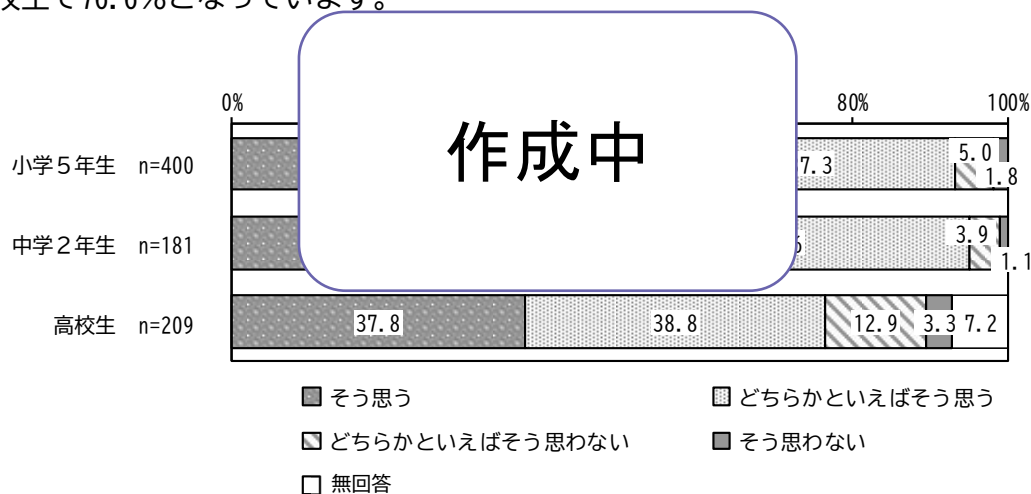 校生で76.6%となっています。
作成中
0% 80% 100%
小学5年生 n=400 7.3 5.0 1.8
中学2年生 n=181 3.9 1.1
高校生 n=209 37.8 38.8 12.9 3.3 7.2
そう思う どちらかといえばそう思う
どちらかといえばそう思わない そう思わない
無回答